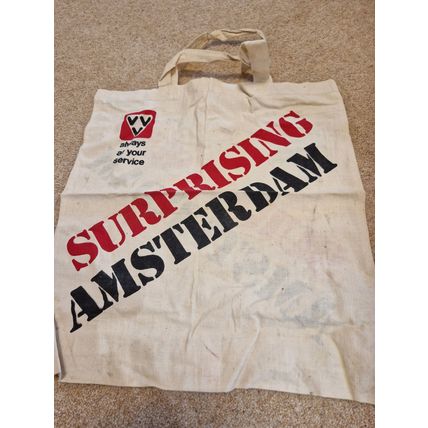 VVV
always
at your
service
SURPRISING
AMSTERDAM